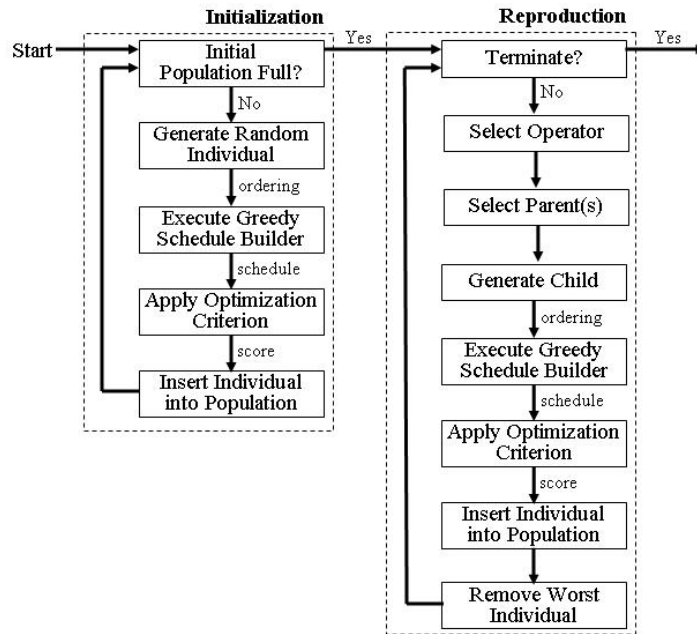 Initialization
Start
Initial
Population Full?
Yes
No
Generate Random
Individual
ordering
Execute Greedy
Schedule Builder
schedule
Apply Optimization
Criterion
score
Insert Individual
into Population
Reproduction
Terminate?
Yes
No
Select Operator
Select Parent(s)
Generate Child
ordering
Execute Greedy
Schedule Builder
schedule
Apply Optimization
Criterion
score
Insert Individual
into Population
Remove Worst
Individual